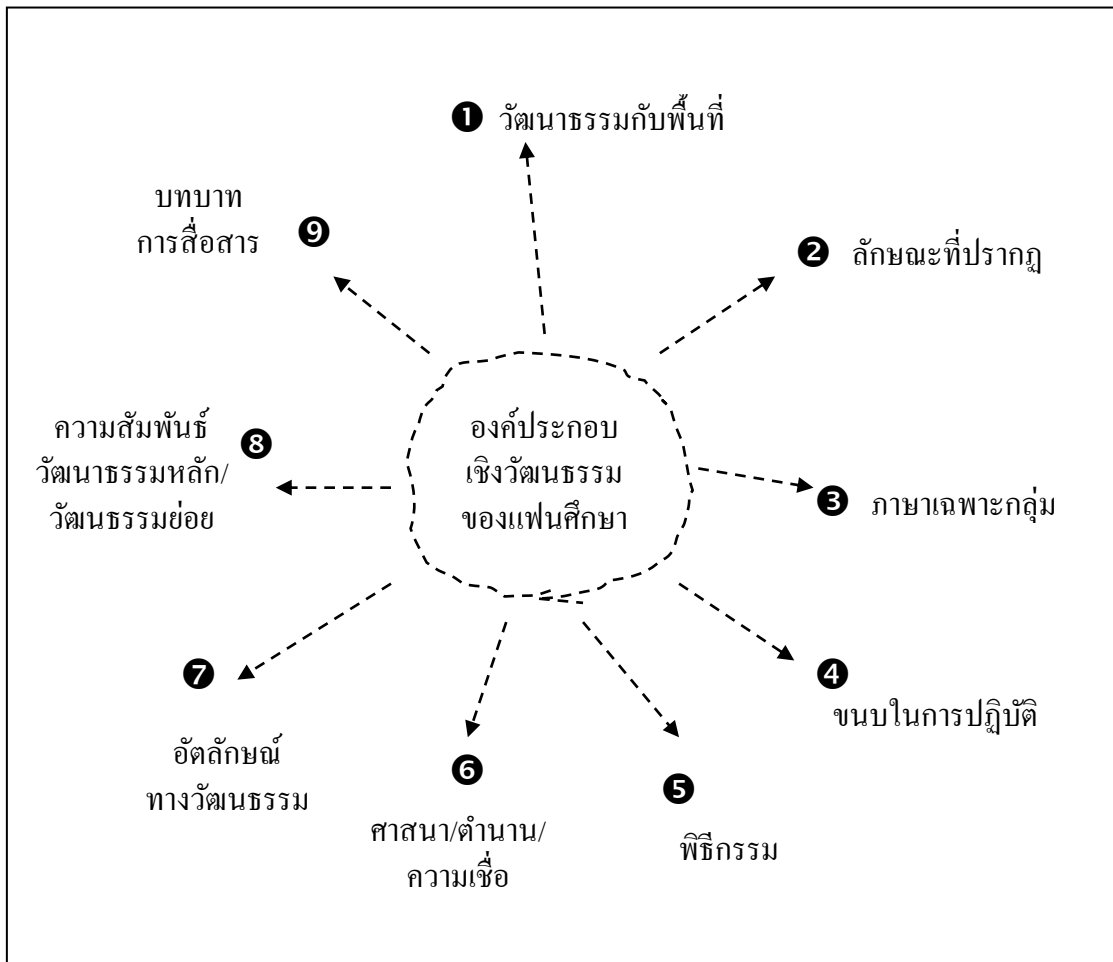 ❶ วัฒนาธรรมกับพื้นที่
❷ ลักษณะที่ปรากฏ
❸ ภาษาเฉพาะกลุ่ม
❹
ขนบในการปฏิบัติ
❺
พิธีกรรม
❻
ศาสนา/ตำนาน/
ความเชื่อ
❼
อัตลักษณ์
ทางวัฒนธรรม
❽
ความสัมพันธ์
วัฒนาธรรมหลัก/
วัฒนธรรมย่อย
❾
บทบาท
การสื่อสาร
องค์ประกอบ
เชิงวัฒนธรรม
ของแฟนศึกษา